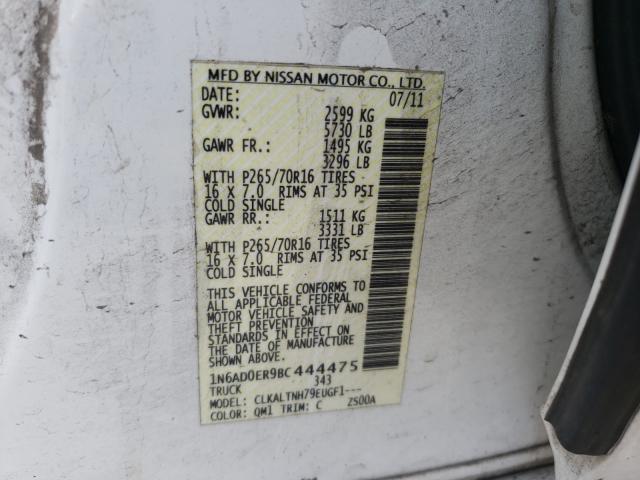 MFD BY NISSAN MOTOR CO., LTD.
DATE: 07/11
GVWR: 2599 KG
5730 LB
GAWR FR.: 1495 KG
3296 LB
WITH P265/70R16 TIRES
16 X 7.0 RIMS AT 35 PSI
COLD SINGLE
GAWR RR.: 1511 KG
3331 LB
WITH P265/70R16 TIRES
16 X 7.0 RIMS AT 35 PSI
COLD SINGLE
THIS VEHICLE CONFORMS TO
ALL APPLICABLE FEDERAL
MOTOR VEHICLE SAFETY AND
THEFT PREVENTION
STANDARDS IN EFFECT ON
THE DATE OF MANUFACTURE
SHOWN ABOVE.
1N6AD0ER9BC 444475
TRUCK 343
MODEL: CLKALTNH79EUGF1---
COLOR: QM1 TRIM: C ZS00A